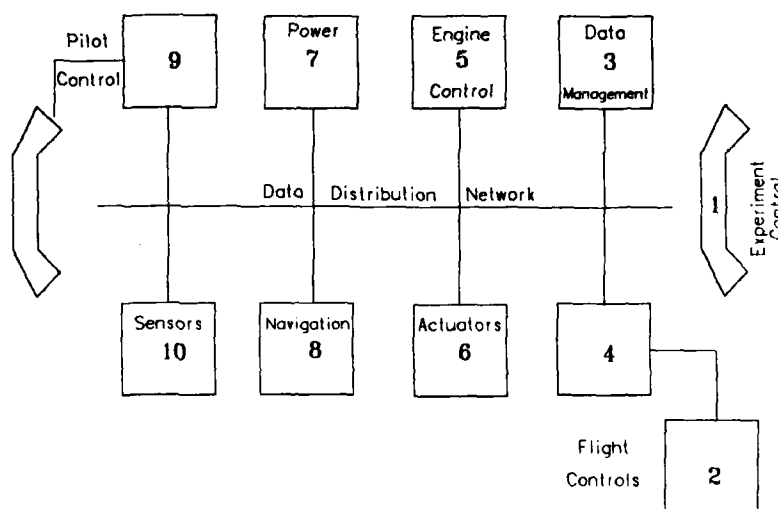 Pilot
Control
9
Power
7
Engine
5
Control
Data
3
Management
Data Distribution Network
1
Experiment
Control
Sensors
10
Navigation
8
Actuators
6
4
Flight
Controls
2